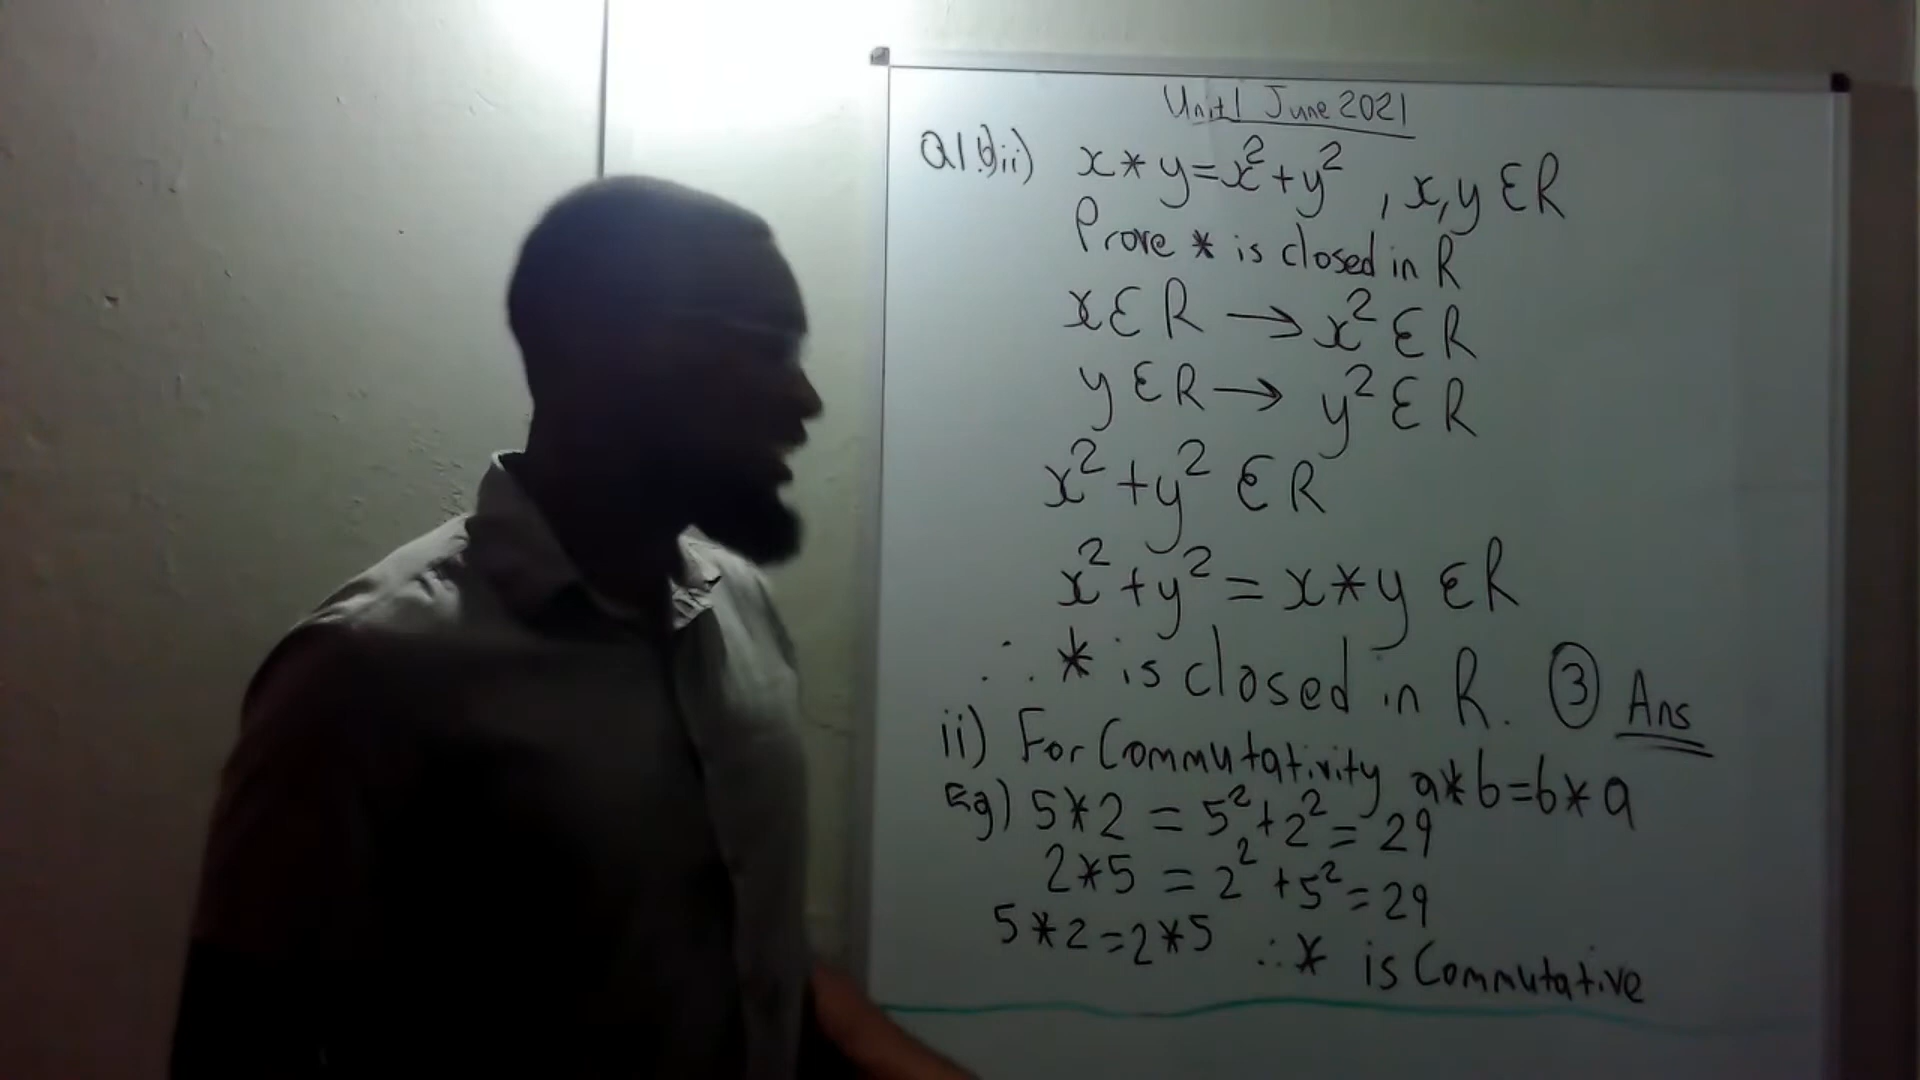 Unit1 June 2021
Q1.b)ii) x * y = x² + y² , x, y ∈ R
Prove * is closed in R
x ∈ R → x² ∈ R
y ∈ R → y² ∈ R
x² + y² ∈ R
x² + y² = x * y ∈ R
∴ * is closed in R. ③ Ans
ii) For Commutativity a * b = b * a
Eg) 5 * 2 = 5² + 2² = 29
2 * 5 = 2² + 5² = 29
5 * 2 = 2 * 5 ∴ * is Commutative